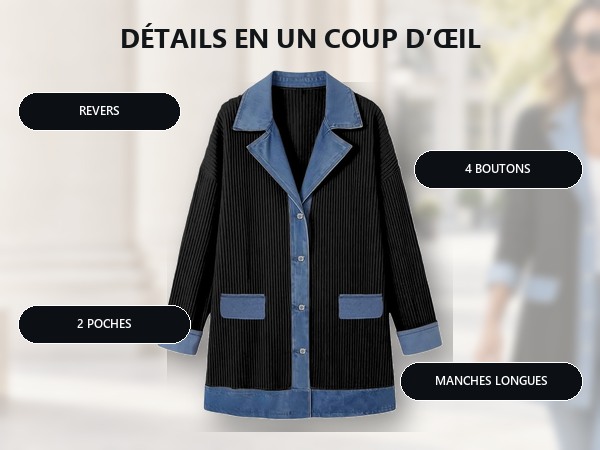 DÉTAILS EN UN COUP D’ŒIL
REVERS
4 BOUTONS
2 POCHES
MANCHES LONGUES